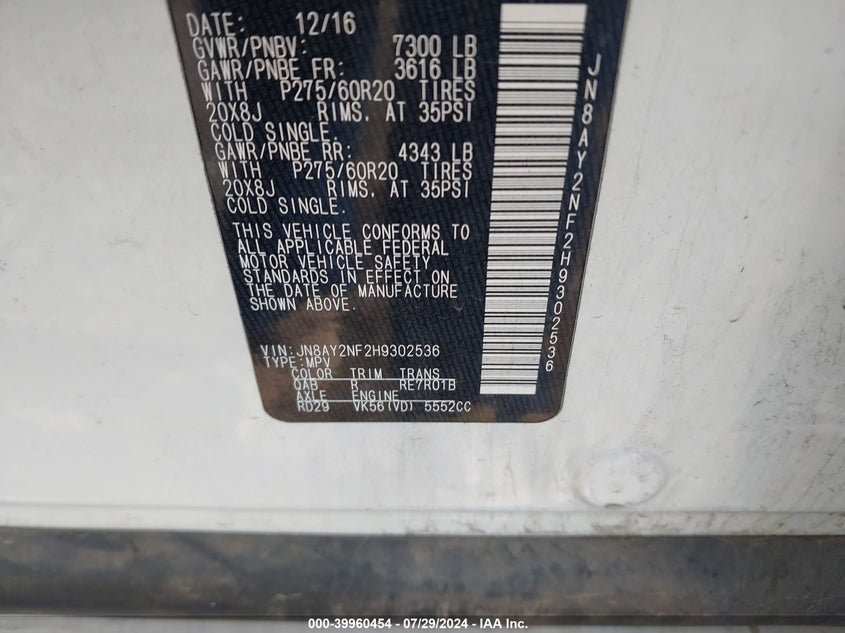 DATE: 12/16
GVWR/PNBV: 7300 LB
GAWR/PNBE FR: 3616 LB
WITH P275/60R20 TIRES
20X8J RIMS. AT 35PSI
COLD SINGLE.
GAWR/PNBE RR: 4343 LB
WITH P275/60R20 TIRES
20X8J RIMS. AT 35PSI
COLD SINGLE.
THIS VEHICLE CONFORMS TO
ALL APPLICABLE FEDERAL
MOTOR VEHICLE SAFETY
STANDARDS IN EFFECT ON
THE DATE OF MANUFACTURE
SHOWN ABOVE.
VIN:JN8AY2NF2H9302536
TYPE:MPV
COLOR TRIM TRANS
QAB R RE7R01B
AXLE ENGINE
RD29 VK56(VD) 5552CC
JN8AY2NF2H9302536
000-39960454 - 07/29/2024 - IAA Inc.